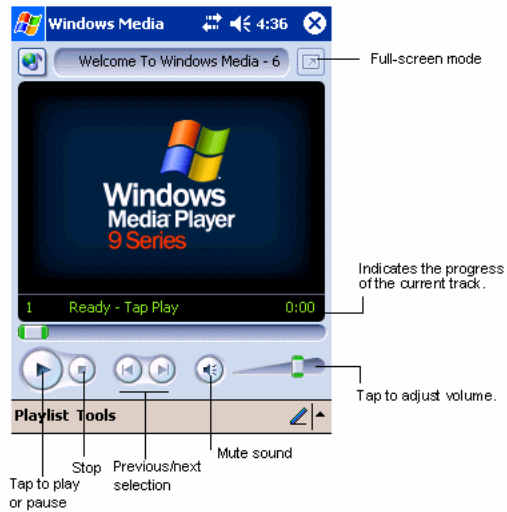 Windows Media 4:36
Welcome To Windows Media - 6
Full-screen mode
Windows
Media Player
9 Series
Indicates the progress
of the current track.
1 Ready - Tap Play 0:00
Tap to adjust volume.
Playlist Tools
Mute sound
Stop
Previous/next
selection
Tap to play
or pause